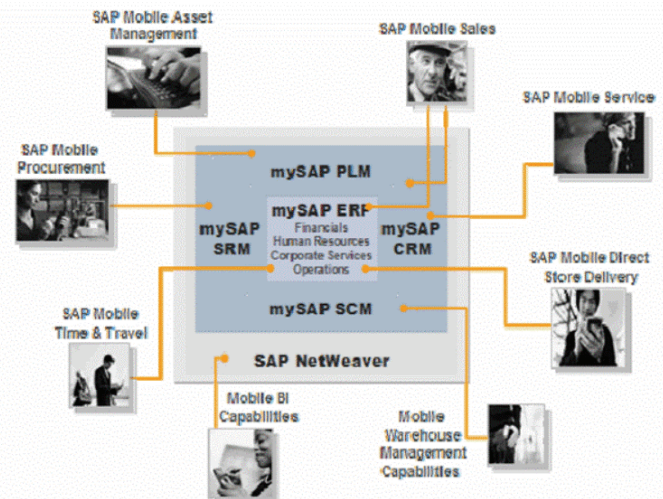 SAP Mobile Asset
Management
SAP Mobile Sales
SAP Mobile Service
SAP Mobile
Procurement
mySAP PLM
mySAP ERP
Financials
Human Resources
Corporate Services
Operations
mySAP
SRM
mySAP
CRM
SAP Mobile Direct
Store Delivery
mySAP SCM
SAP Mobile
Time & Travel
SAP NetWeaver
Mobile BI
Capabilities
Mobile
Warehouse
Management
Capabilities